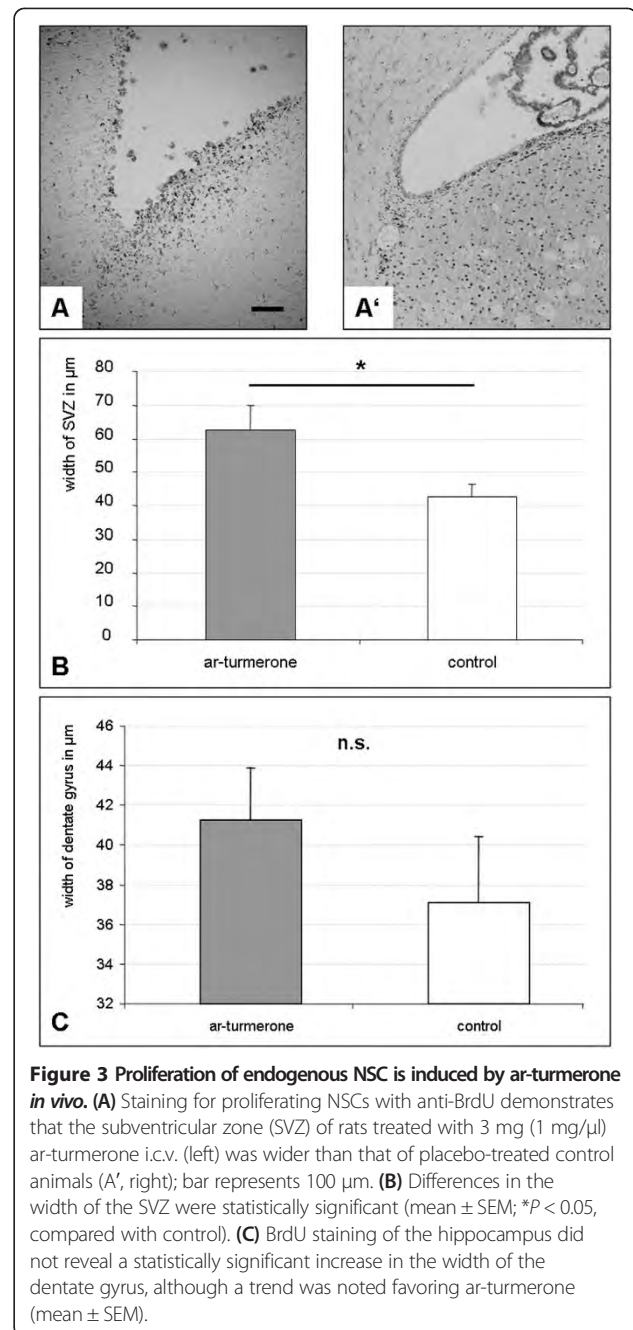 A
A'
80
70
60
50
40
30
20
10
0
width of SVZ in µm
*
ar-turmerone
control
B
46
44
42
40
38
36
34
32
width of dentate gyrus in µm
n.s.
ar-turmerone
control
C
Figure 3 Proliferation of endogenous NSC is induced by ar-turmerone
in vivo. (A) Staining for proliferating NSCs with anti-BrdU demonstrates
that the subventricular zone (SVZ) of rats treated with 3 mg (1 mg/µl)
ar-turmerone i.c.v. (left) was wider than that of placebo-treated control
animals (A′, right); bar represents 100 µm. (B) Differences in the
width of the SVZ were statistically significant (mean ± SEM; *P < 0.05,
compared with control). (C) BrdU staining of the hippocampus did
not reveal a statistically significant increase in the width of the
dentate gyrus, although a trend was noted favoring ar-turmerone
(mean ± SEM).